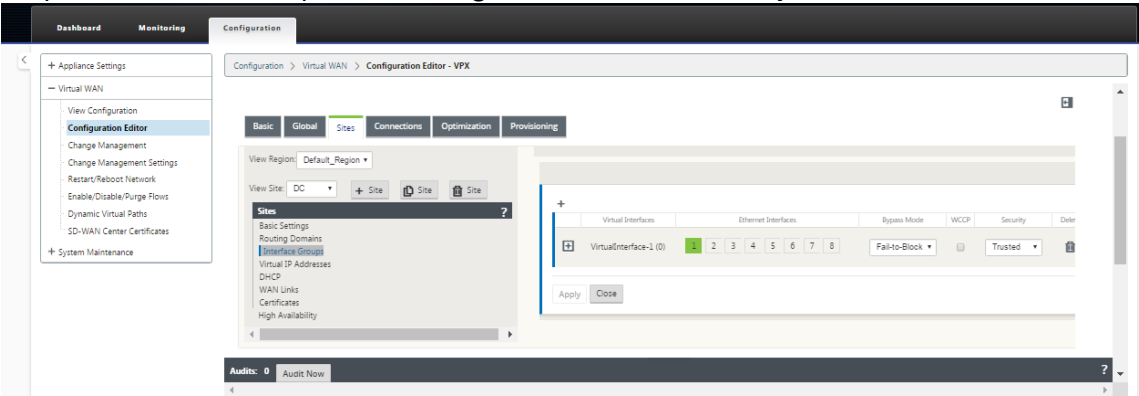 Dashboard Monitoring Configuration
+ Appliance Settings
− Virtual WAN
View Configuration
Configuration Editor
Change Management
Change Management Settings
Restart/Reboot Network
Enable/Disable/Purge Flows
Dynamic Virtual Paths
SD-WAN Center Certificates
+ System Maintenance
Configuration > Virtual WAN > Configuration Editor - VPX
Basic Global Sites Connections Optimization Provisioning
View Region: Default_Region
View Site: DC + Site Site Site
Sites ?
Basic Settings
Routing Domains
Interface Groups
Virtual IP Addresses
DHCP
WAN Links
Certificates
High Availability
+
Virtual Interfaces Ethernet Interfaces Bypass Mode WCCP Security Dele
VirtualInterface-1 (0) 1 2 3 4 5 6 7 8 Fail-to-Block Trusted
Apply Close
Audits: 0 Audit Now ?